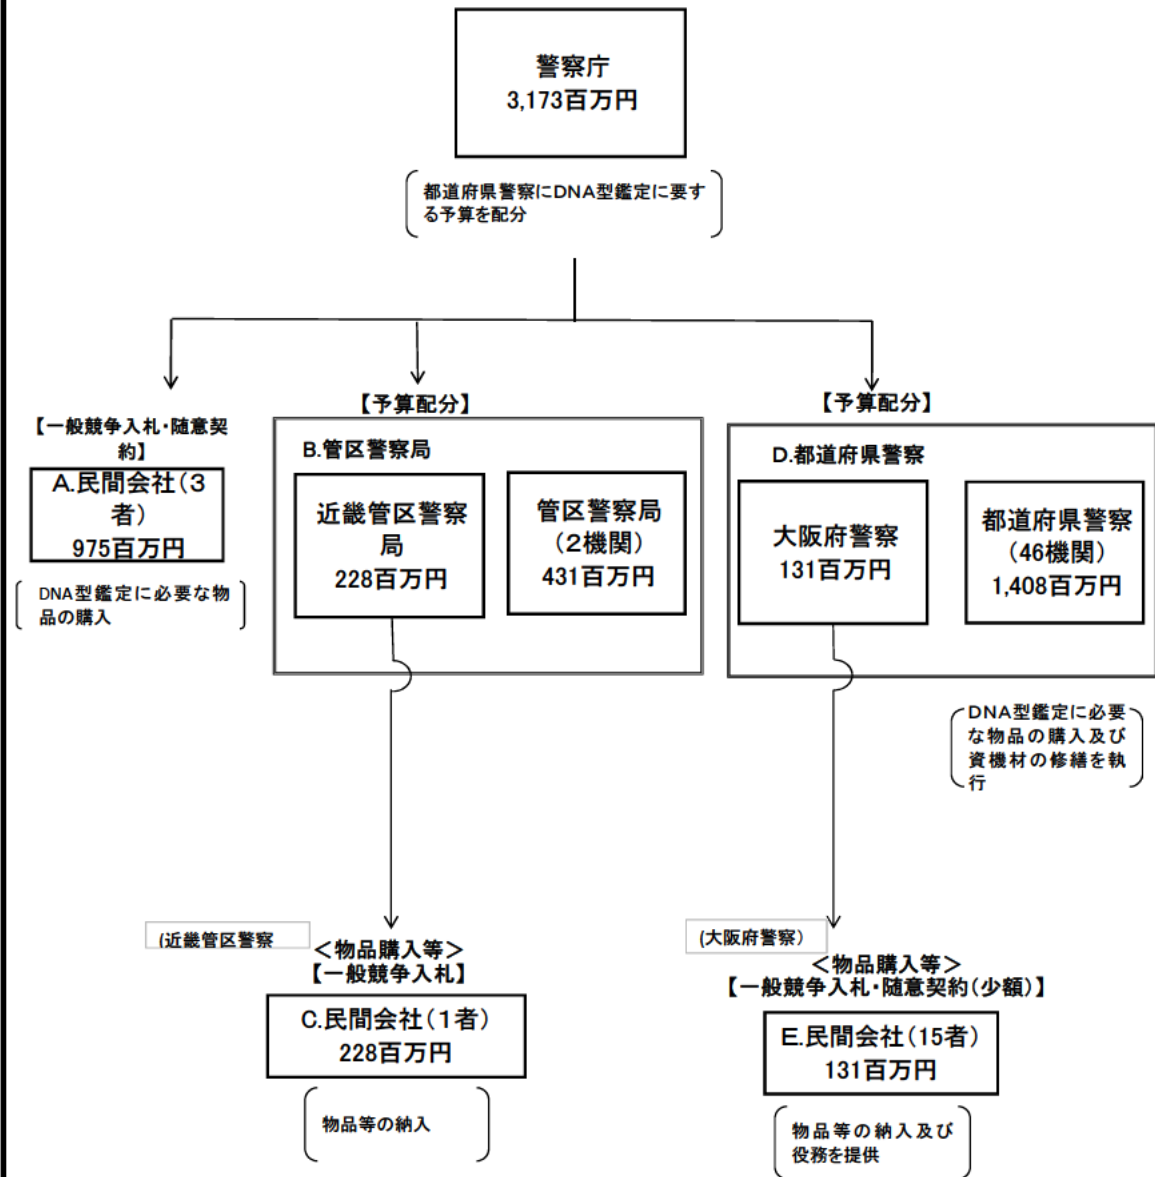 警察庁
3,173百万円
都道府県警察にDNA型鑑定に要す
る予算を配分
【一般競争入札・随意契
約】
A.民間会社(3
者)
975百万円
DNA型鑑定に必要な物
品の購入
【予算配分】
B.管区警察局
近畿管区警察
局
228百万円
管区警察局
(2機関)
431百万円
【予算配分】
D.都道府県警察
大阪府警察
131百万円
都道府県警察
(46機関)
1,408百万円
DNA型鑑定に必要
な物品の購入及び
資機材の修繕を執
行
(近畿管区警察
<物品購入等>
【一般競争入札】
C.民間会社(1者)
228百万円
物品等の納入
(大阪府警察)
<物品購入等>
【一般競争入札・随意契約(少額)】
E.民間会社(15者)
131百万円
物品等の納入及び
役務を提供